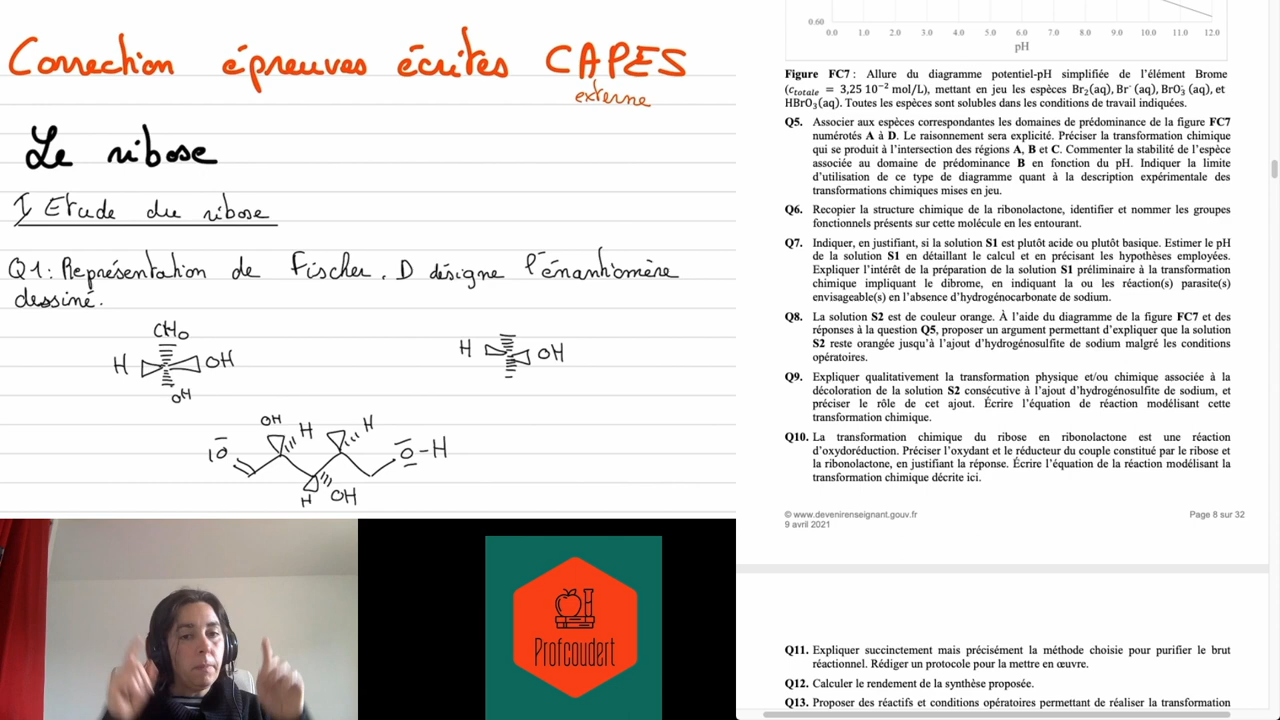 Correction épreuves écrites CAPES
externe
Le ribose
I Etude du ribose
Q1: Représentation de Fischer. D désigne l'énantiomère
dessiné.
CHO
H OH
OH
H OH
OH
H H
O O-H
H OH
Profcoudert
0.60
0.0 1.0 2.0 3.0 4.0 5.0 6.0 7.0 8.0 9.0 10.0 11.0 12.0
pH
Figure FC7 : Allure du diagramme potentiel-pH simplifiée de l'élément Brome
(c_totale = 3,25 10⁻² mol/L), mettant en jeu les espèces Br₂(aq), Br⁻(aq), BrO₃⁻(aq), et
HBrO₃(aq). Toutes les espèces sont solubles dans les conditions de travail indiquées.
Q5. Associer aux espèces correspondantes les domaines de prédominance de la figure FC7
numérotés A à D. Le raisonnement sera explicité. Préciser la transformation chimique
qui se produit à l'intersection des régions A, B et C. Commenter la stabilité de l'espèce
associée au domaine de prédominance B en fonction du pH. Indiquer la limite
d'utilisation de ce type de diagramme quant à la description expérimentale des
transformations chimiques mises en jeu.
Q6. Recopier la structure chimique de la ribonolactone, identifier et nommer les groupes
fonctionnels présents sur cette molécule en les entourant.
Q7. Indiquer, en justifiant, si la solution S1 est plutôt acide ou plutôt basique. Estimer le pH
de la solution S1 en détaillant le calcul et en précisant les hypothèses employées.
Expliquer l'intérêt de la préparation de la solution S1 préliminaire à la transformation
chimique impliquant le dibrome, en indiquant la ou les réaction(s) parasite(s)
envisageable(s) en l'absence d'hydrogénocarbonate de sodium.
Q8. La solution S2 est de couleur orange. À l'aide du diagramme de la figure FC7 et des
réponses à la question Q5, proposer un argument permettant d'expliquer que la solution
S2 reste orangée jusqu'à l'ajout d'hydrogénosulfite de sodium malgré les conditions
opératoires.
Q9. Expliquer qualitativement la transformation physique et/ou chimique associée à la
décoloration de la solution S2 consécutive à l'ajout d'hydrogénosulfite de sodium, et
préciser le rôle de cet ajout. Écrire l'équation de réaction modélisant cette
transformation chimique.
Q10. La transformation chimique du ribose en ribonolactone est une réaction
d'oxydoréduction. Préciser l'oxydant et le réducteur du couple constitué par le ribose et
la ribonolactone, en justifiant la réponse. Écrire l'équation de la réaction modélisant la
transformation chimique décrite ici.
© www.devenirenseignant.gouv.fr Page 8 sur 32
9 avril 2021
Q11. Expliquer succinctement mais précisément la méthode choisie pour purifier le brut
réactionnel. Rédiger un protocole pour la mettre en œuvre.
Q12. Calculer le rendement de la synthèse proposée.
Q13. Proposer des réactifs et conditions opératoires permettant de réaliser la transformation